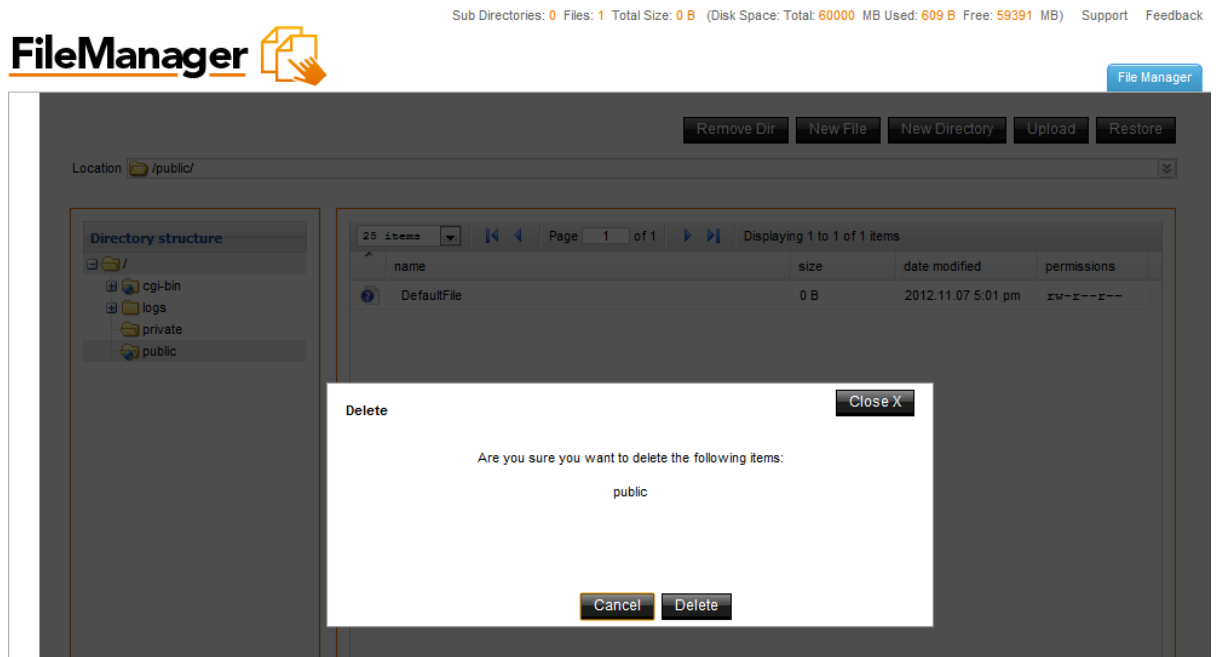 Sub Directories: 0 Files: 1 Total Size: 0 B (Disk Space: Total: 60000 MB Used: 609 B Free: 59391 MB) Support Feedback
FileManager
File Manager
Remove Dir New File New Directory Upload Restore
Location /public/
Directory structure
25 items Page 1 of 1 Displaying 1 to 1 of 1 items
/
name size date modified permissions
cgi-bin
DefaultFile 0 B 2012.11.07 5:01 pm rw-r--r--
logs
private
public
Close X
Delete
Are you sure you want to delete the following items:
public
Cancel Delete